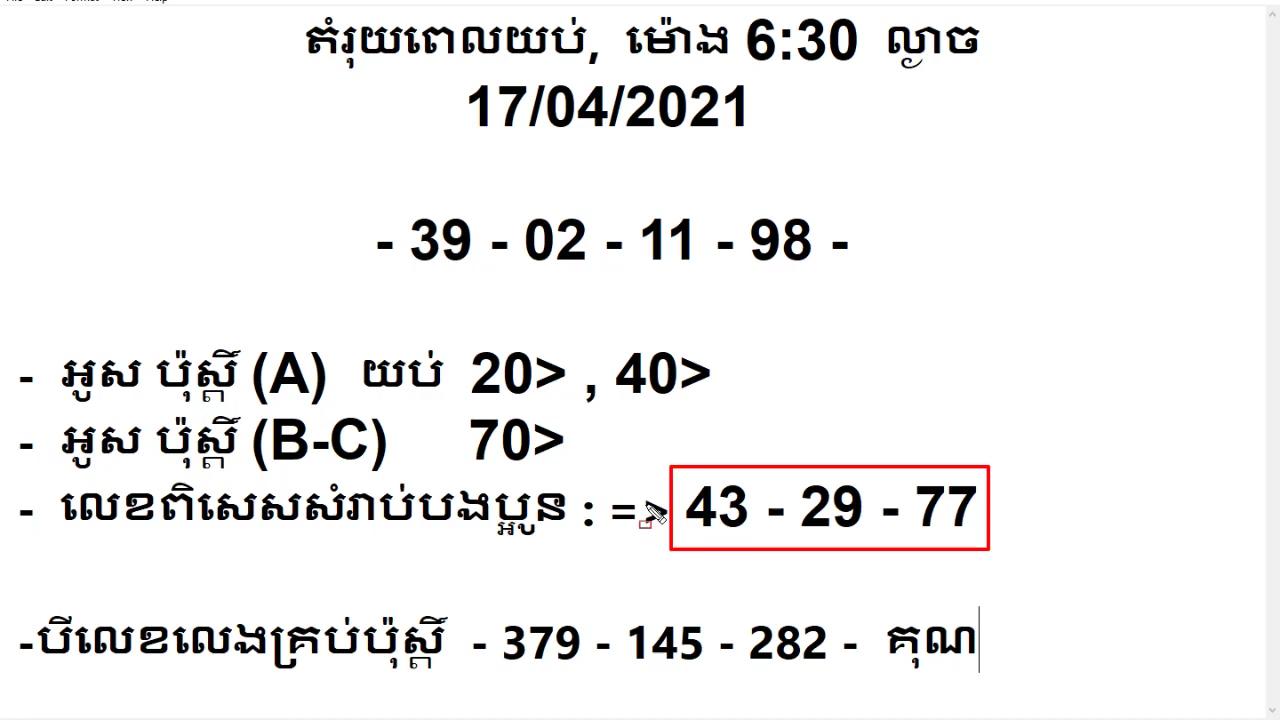 តំរុយពេលយប់, ម៉ោង 6:30 ល្ងាច
17/04/2021
- 39 - 02 - 11 - 98 -
- អូស ប៉ុស្តិ៍ (A) យប់ 20> , 40>
- អូស ប៉ុស្តិ៍ (B-C) 70>
- លេខពិសេសសំរាប់បងប្អូន : => 43 - 29 - 77
-បីលេខលេងគ្រប់ប៉ុស្តិ៍ - 379 - 145 - 282 - គុណ